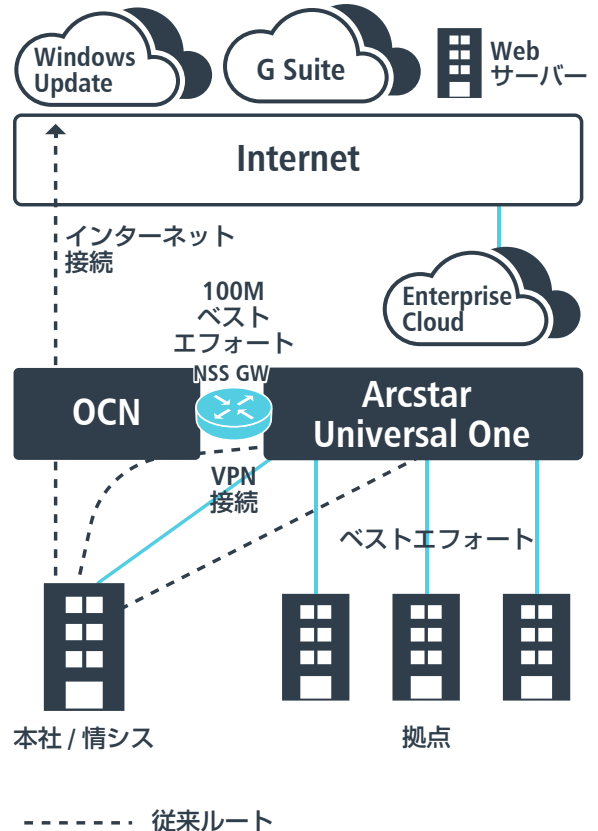 Windows
Update
G Suite
Web
サーバー
Internet
インターネット
接続
100M
ベスト
エフォート
NSS GW
Enterprise
Cloud
OCN
Arcstar
Universal One
VPN
接続
ベストエフォート
本社 / 情シス
拠点
従来ルート